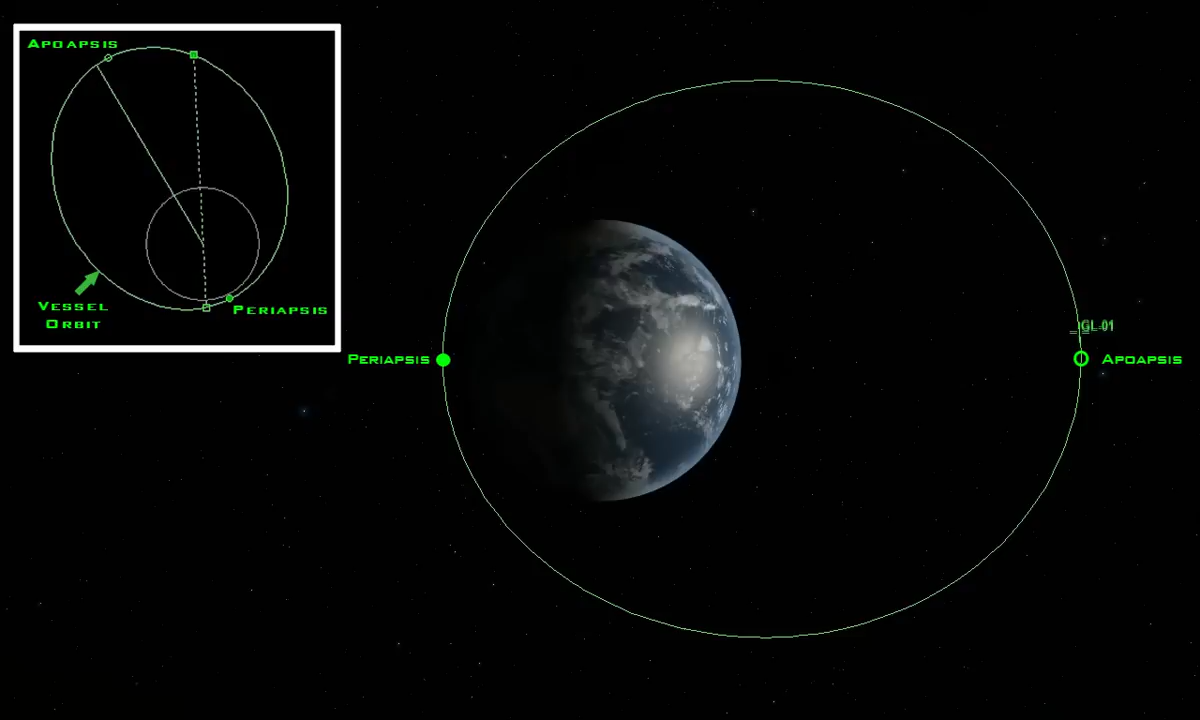 APOAPSIS
VESSEL
ORBIT
PERIAPSIS
PERIAPSIS
GL-01
APOAPSIS